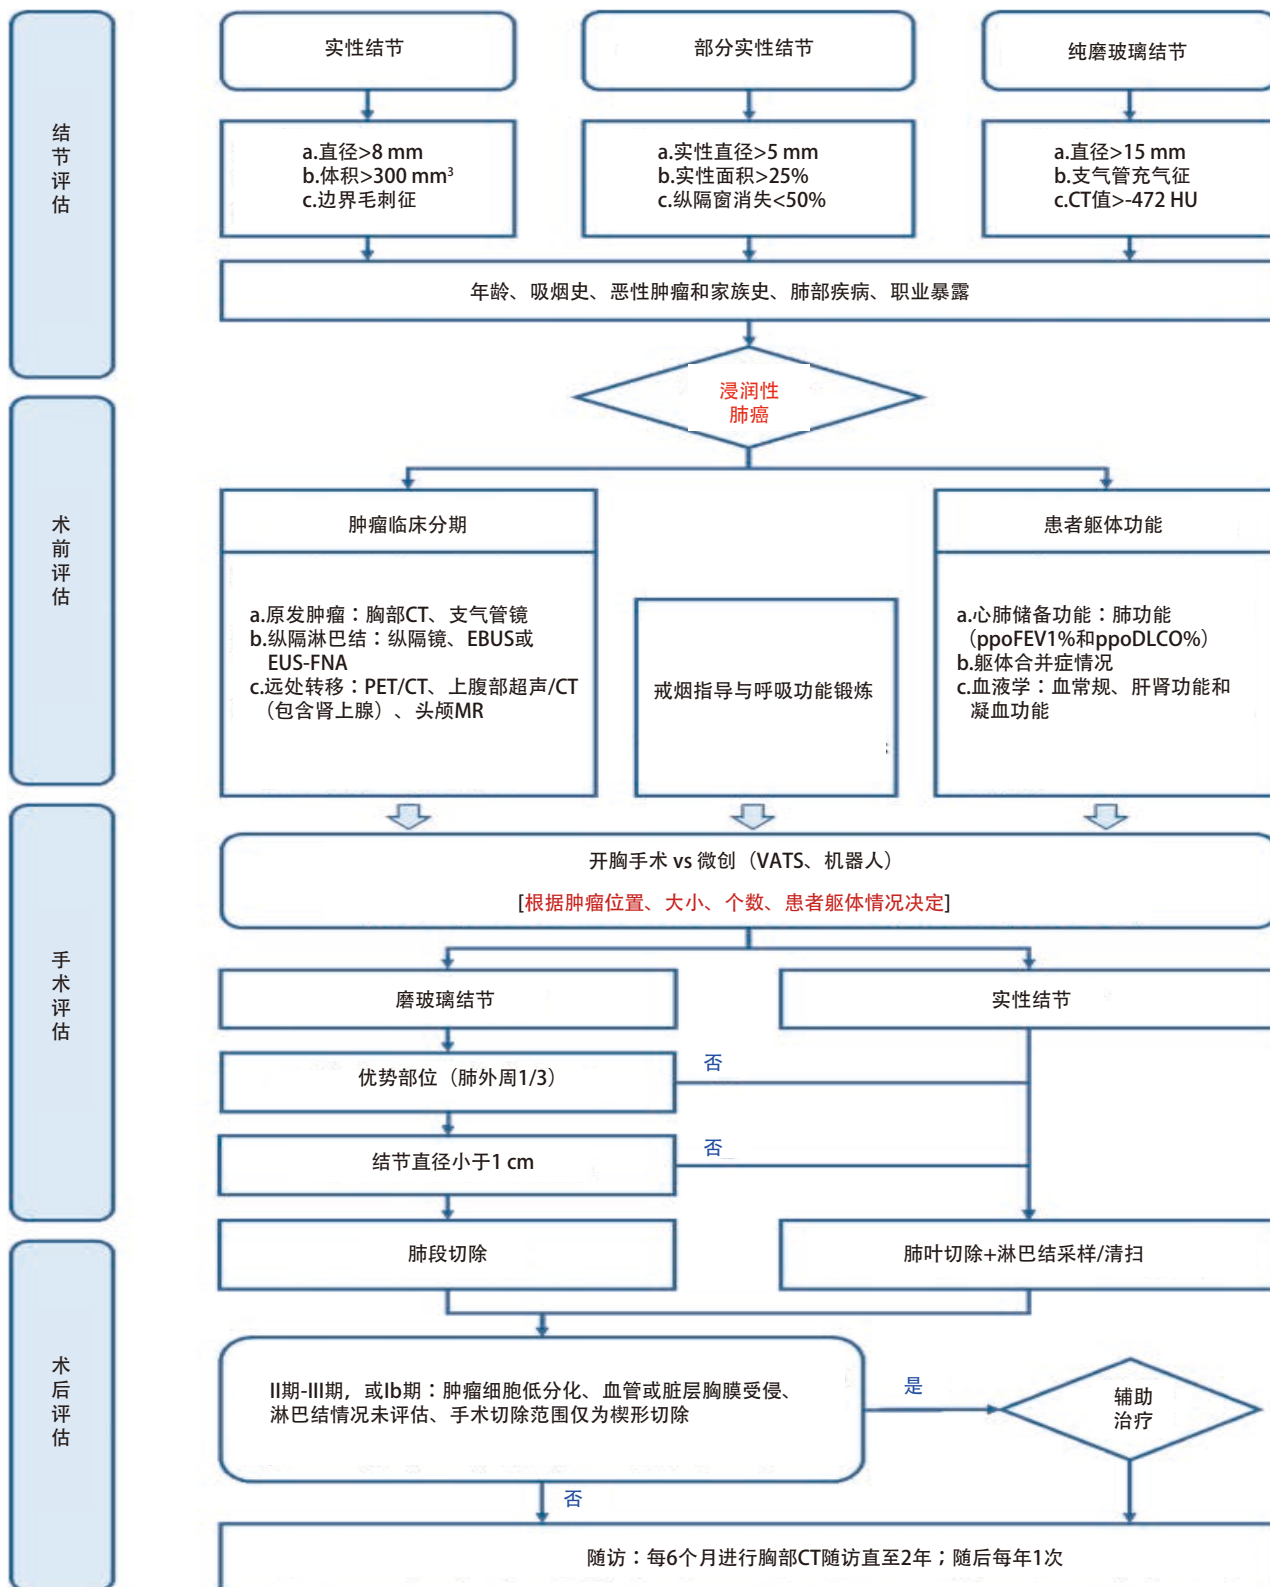 结节评估
实性结节
部分实性结节
纯磨玻璃结节
a.直径>8 mm
b.体积>300 mm³
c.边界毛刺征
a.实性直径>5 mm
b.实性面积>25%
c.纵隔窗消失<50%
a.直径>15 mm
b.支气管充气征
c.CT值>-472 HU
年龄、吸烟史、恶性肿瘤和家族史、肺部疾病、职业暴露
浸润性
肺癌
术前评估
肿瘤临床分期
a.原发肿瘤：胸部CT、支气管镜
b.纵隔淋巴结：纵隔镜、EBUS或
EUS-FNA
c.远处转移：PET/CT、上腹部超声/CT
（包含肾上腺）、头颅MR
戒烟指导与呼吸功能锻炼
患者躯体功能
a.心肺储备功能：肺功能
（ppoFEV1%和ppoDLCO%）
b.躯体合并症情况
c.血液学：血常规、肝肾功能和
凝血功能
手术评估
开胸手术 vs 微创（VATS、机器人）
[根据肿瘤位置、大小、个数、患者躯体情况决定]
磨玻璃结节
实性结节
优势部位（肺外周1/3）
否
结节直径小于1 cm
否
肺段切除
肺叶切除+淋巴结采样/清扫
术后评估
II期-III期，或Ib期：肿瘤细胞低分化、血管或脏层胸膜受侵、
淋巴结情况未评估、手术切除范围仅为楔形切除
是
辅助
治疗
否
随访：每6个月进行胸部CT随访直至2年；随后每年1次